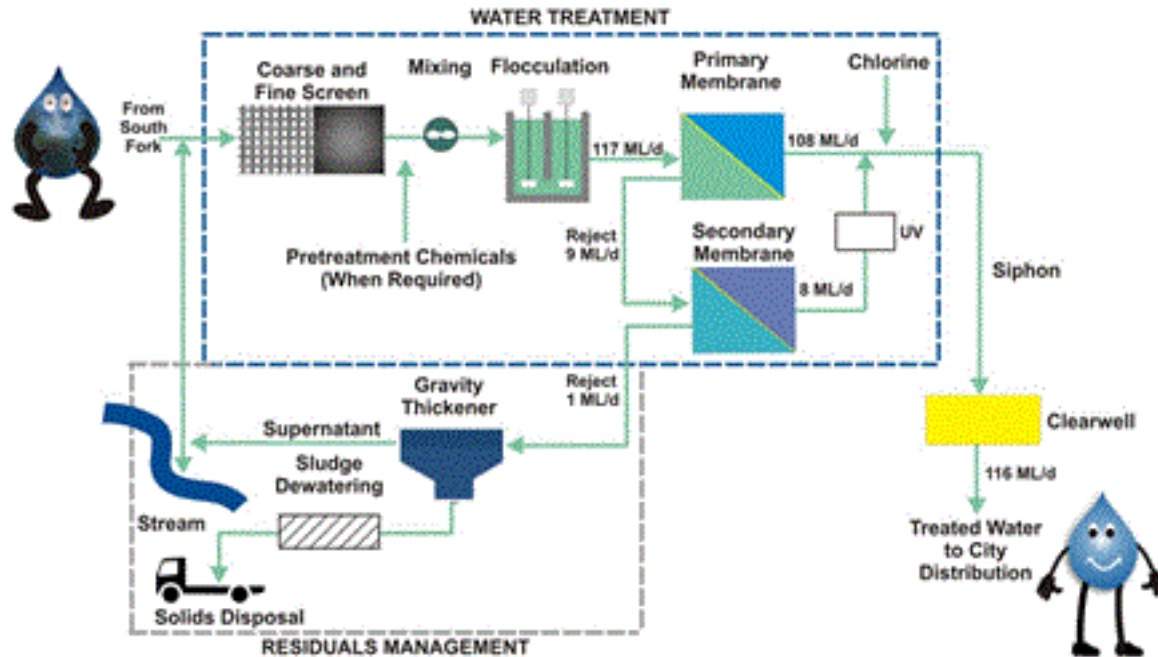 WATER TREATMENT
Coarse and
Fine Screen
Mixing
Flocculation
Primary
Membrane
Chlorine
From
South
Fork
117 ML/d
108 ML/d
Pretreatment Chemicals
(When Required)
Reject
9 ML/d
Secondary
Membrane
UV
8 ML/d
Siphon
Reject
1 ML/d
Gravity
Thickener
Supernatant
Sludge
Dewatering
Stream
Solids Disposal
RESIDUALS MANAGEMENT
Clearwell
116 ML/d
Treated Water
to City
Distribution